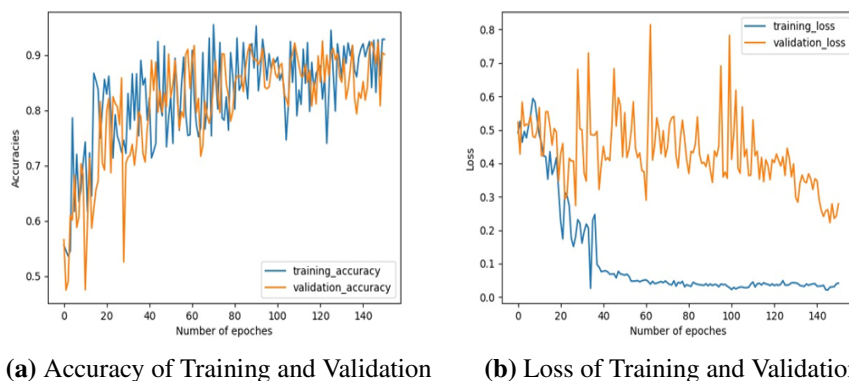 0.9
0.8
0.7
0.6
0.5
Accuracies
0 20 40 60 80 100 120 140
Number of epoches
training_accuracy
validation_accuracy
(a) Accuracy of Training and Validation
0.8
0.7
0.6
0.5
0.4
0.3
0.2
0.1
0.0
Loss
0 20 40 60 80 100 120 140
Number of epoches
training_loss
validation_loss
(b) Loss of Training and Validation